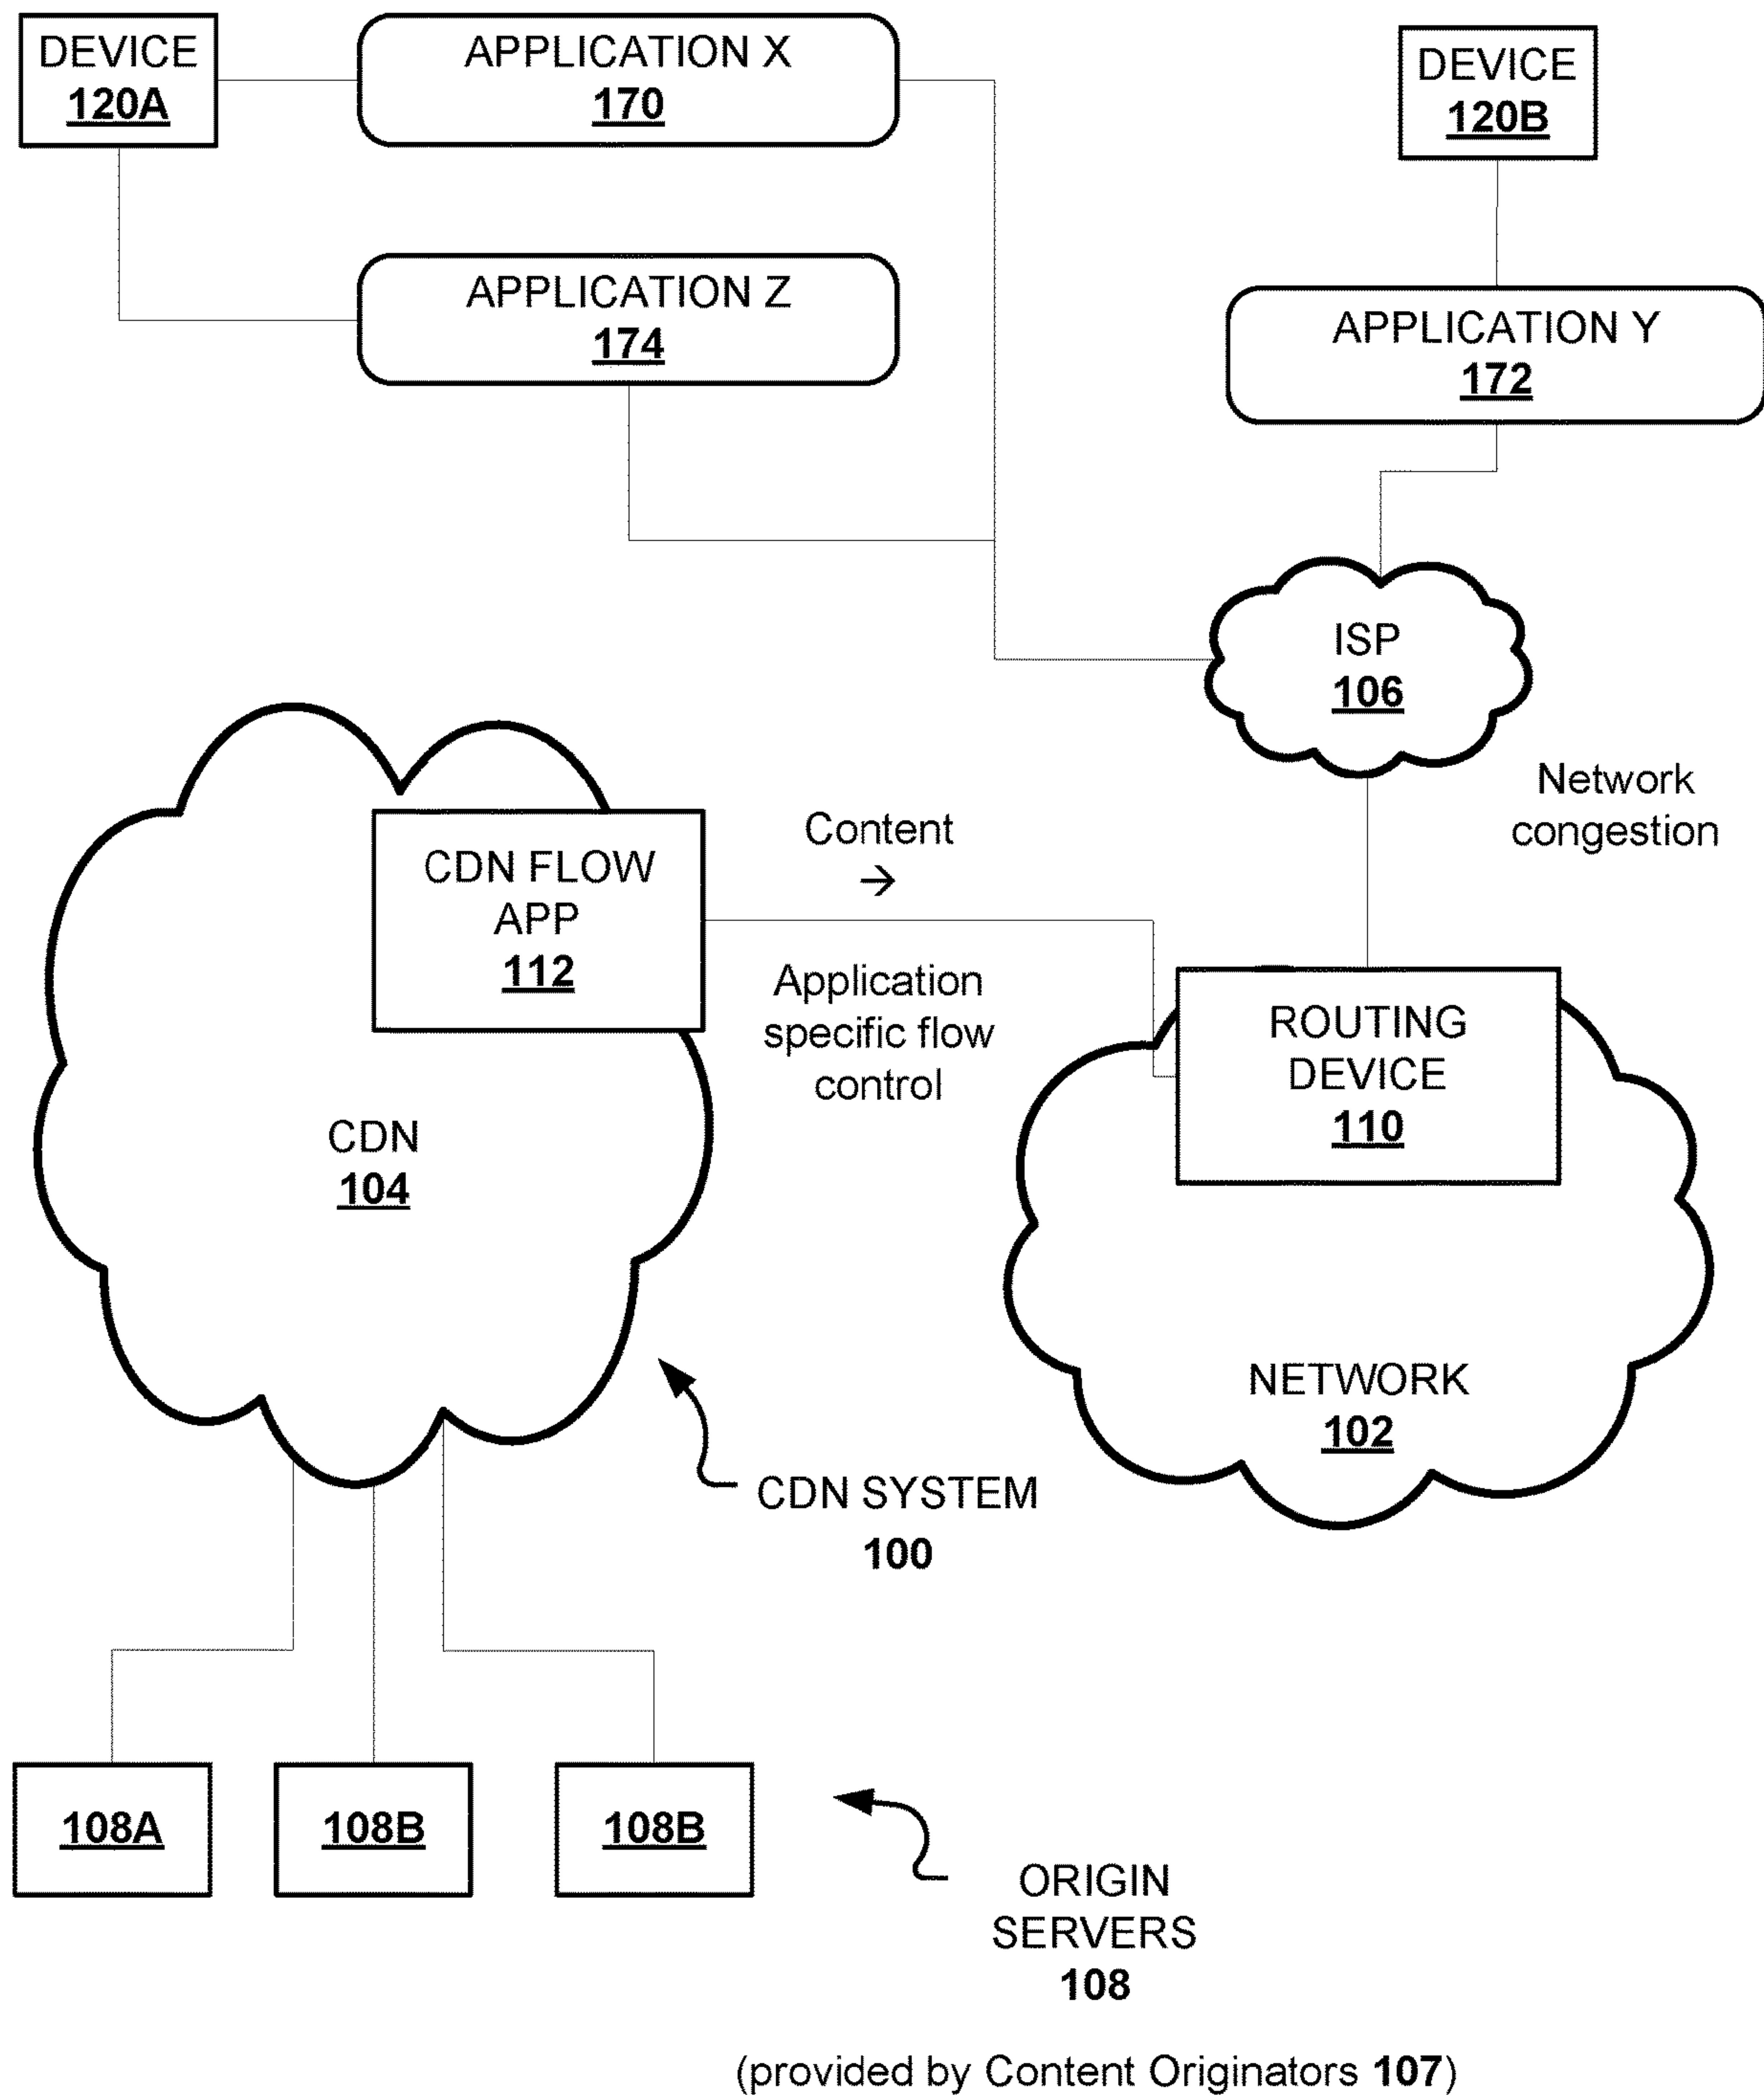 DEVICE
120A
APPLICATION X
170
DEVICE
120B
APPLICATION Z
174
APPLICATION Y
172
ISP
106
Network
congestion
Content
→
CDN FLOW
APP
112
Application
specific flow
control
ROUTING
DEVICE
110
CDN
104
NETWORK
102
CDN SYSTEM
100
108A
108B
108B
ORIGIN
SERVERS
108
(provided by Content Originators 107)